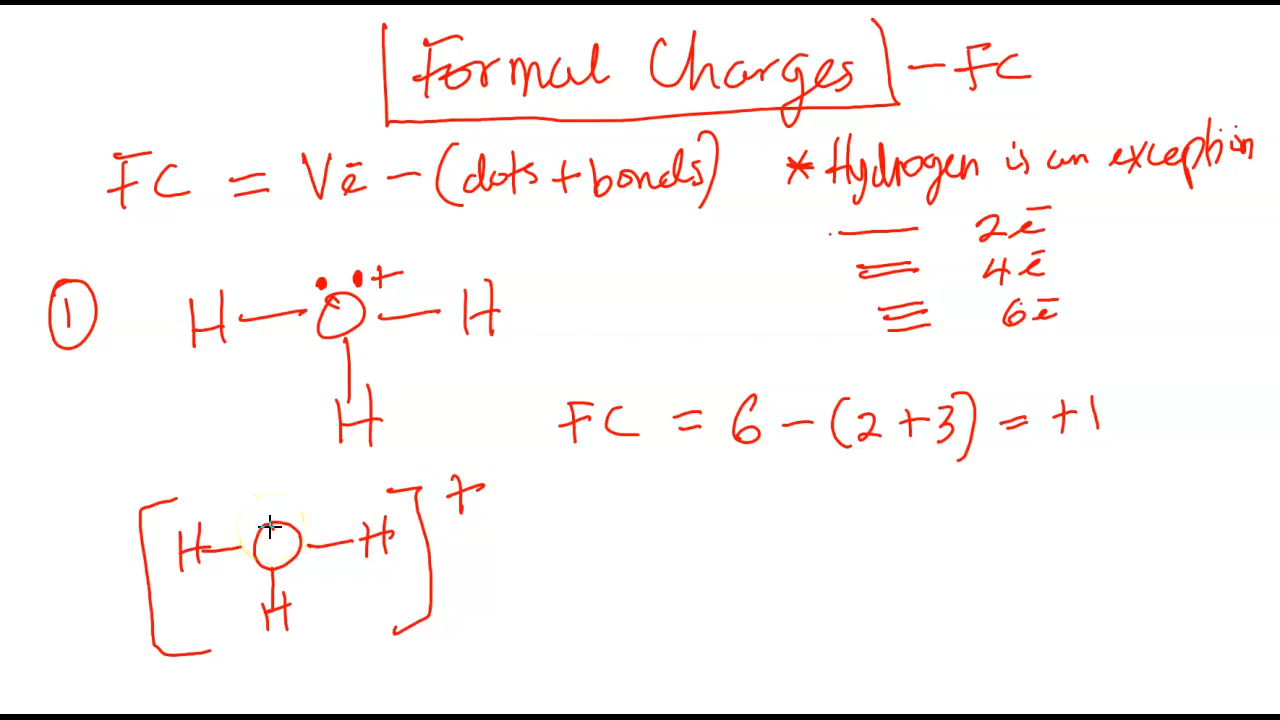 Formal Charges - FC
FC = Vē - (dots + bonds) * Hydrogen is an exception
— 2ē
= 4ē
≡ 6ē
① H — O — H
+
H
FC = 6 - (2 + 3) = +1
[H — O — H]+
H